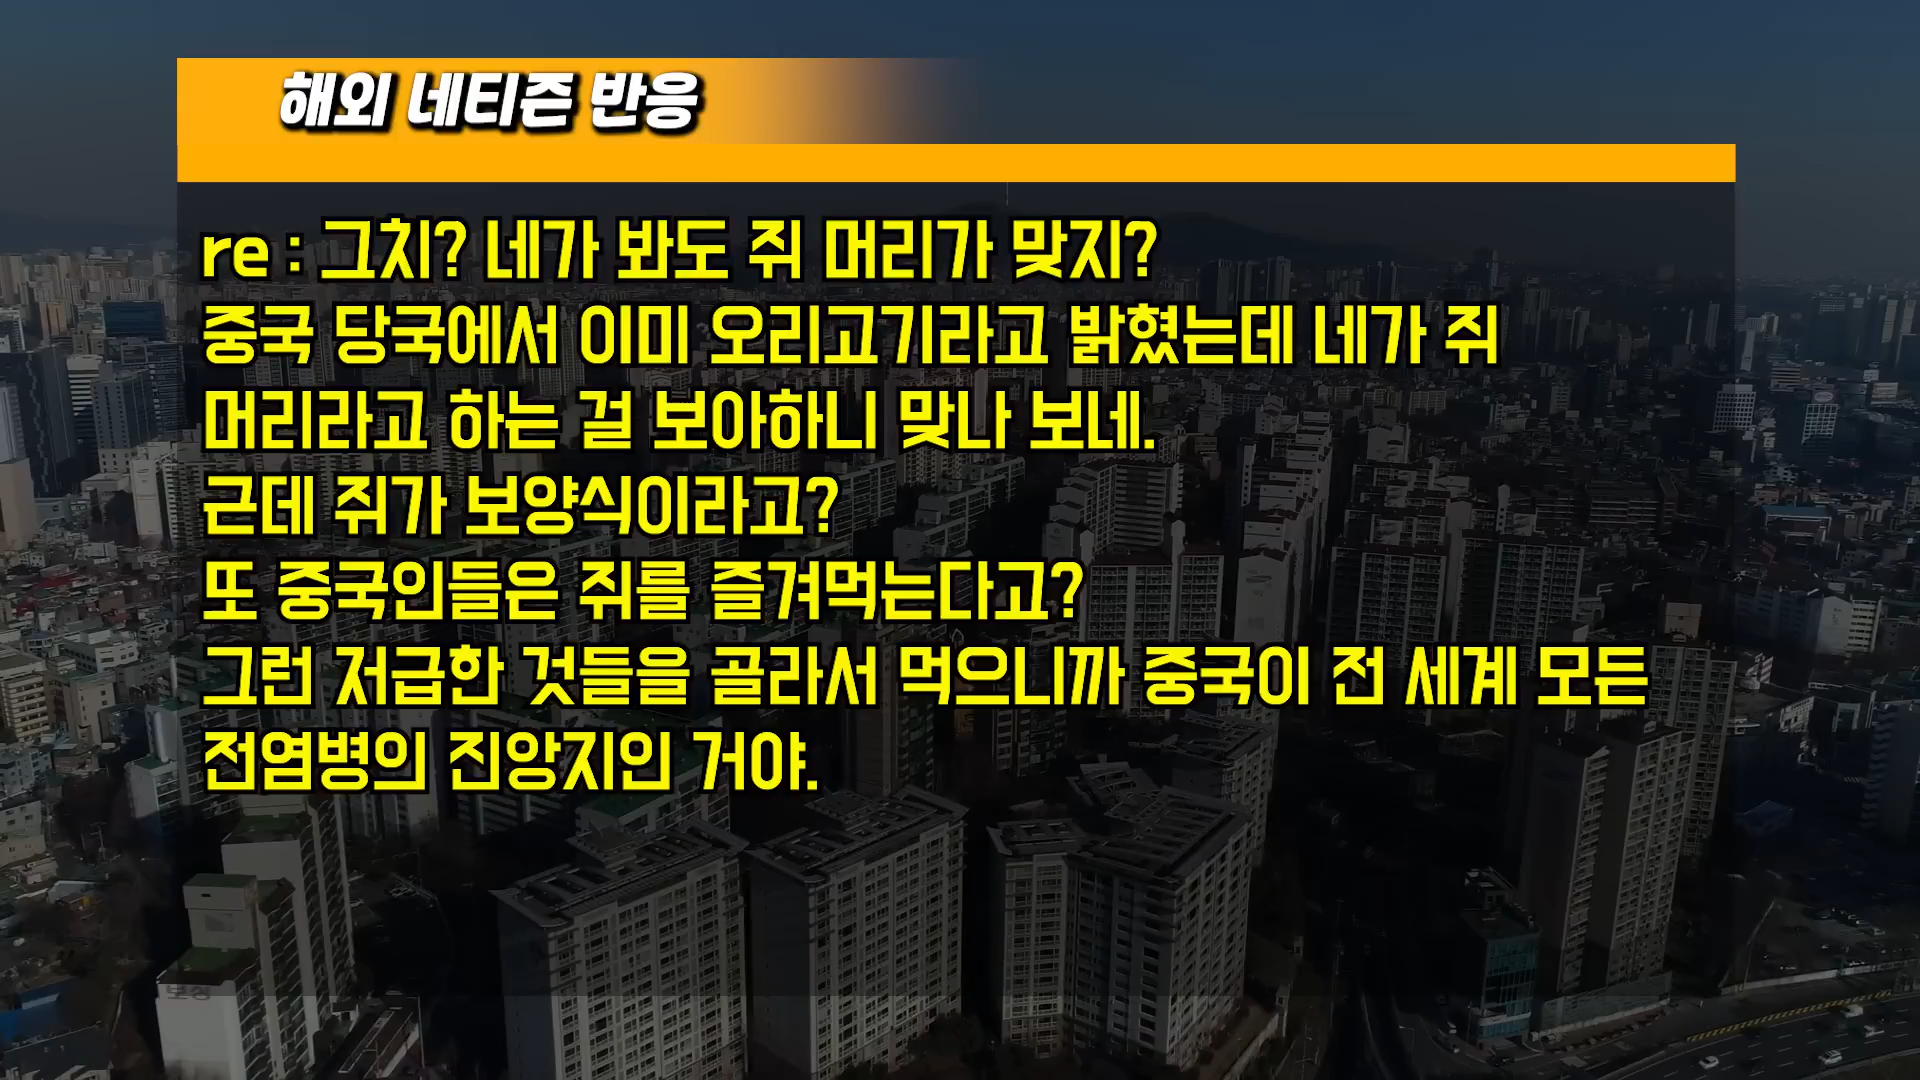 해외 네티즌 반응
re : 그치? 네가 봐도 쥐 머리가 맞지?
중국 당국에서 이미 오리고기라고 밝혔는데 네가 쥐
머리라고 하는 걸 보아하니 맞나 보네.
근데 쥐가 보양식이라고?
또 중국인들은 쥐를 즐겨먹는다고?
그런 저급한 것들을 골라서 먹으니까 중국이 전 세계 모든
전염병의 진앙지인 거야.